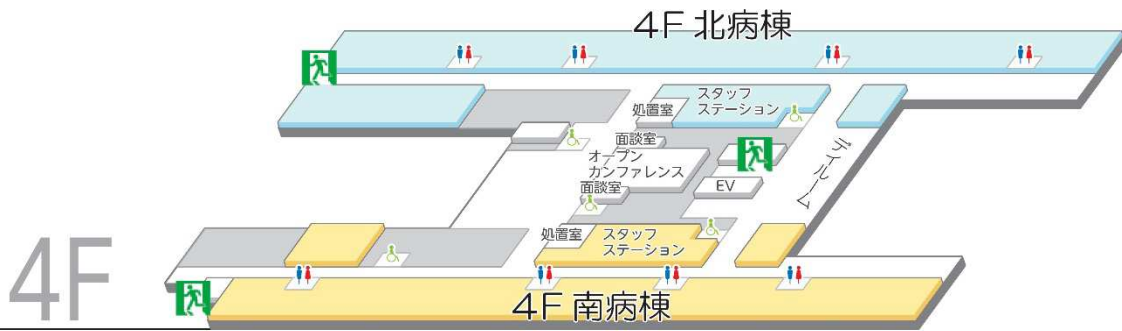 4F 北病棟
スタッフ
ステーション
処置室
面談室
オープン
カンファレンス
面談室
EV
デイルーム
処置室
スタッフ
ステーション
4F
4F 南病棟